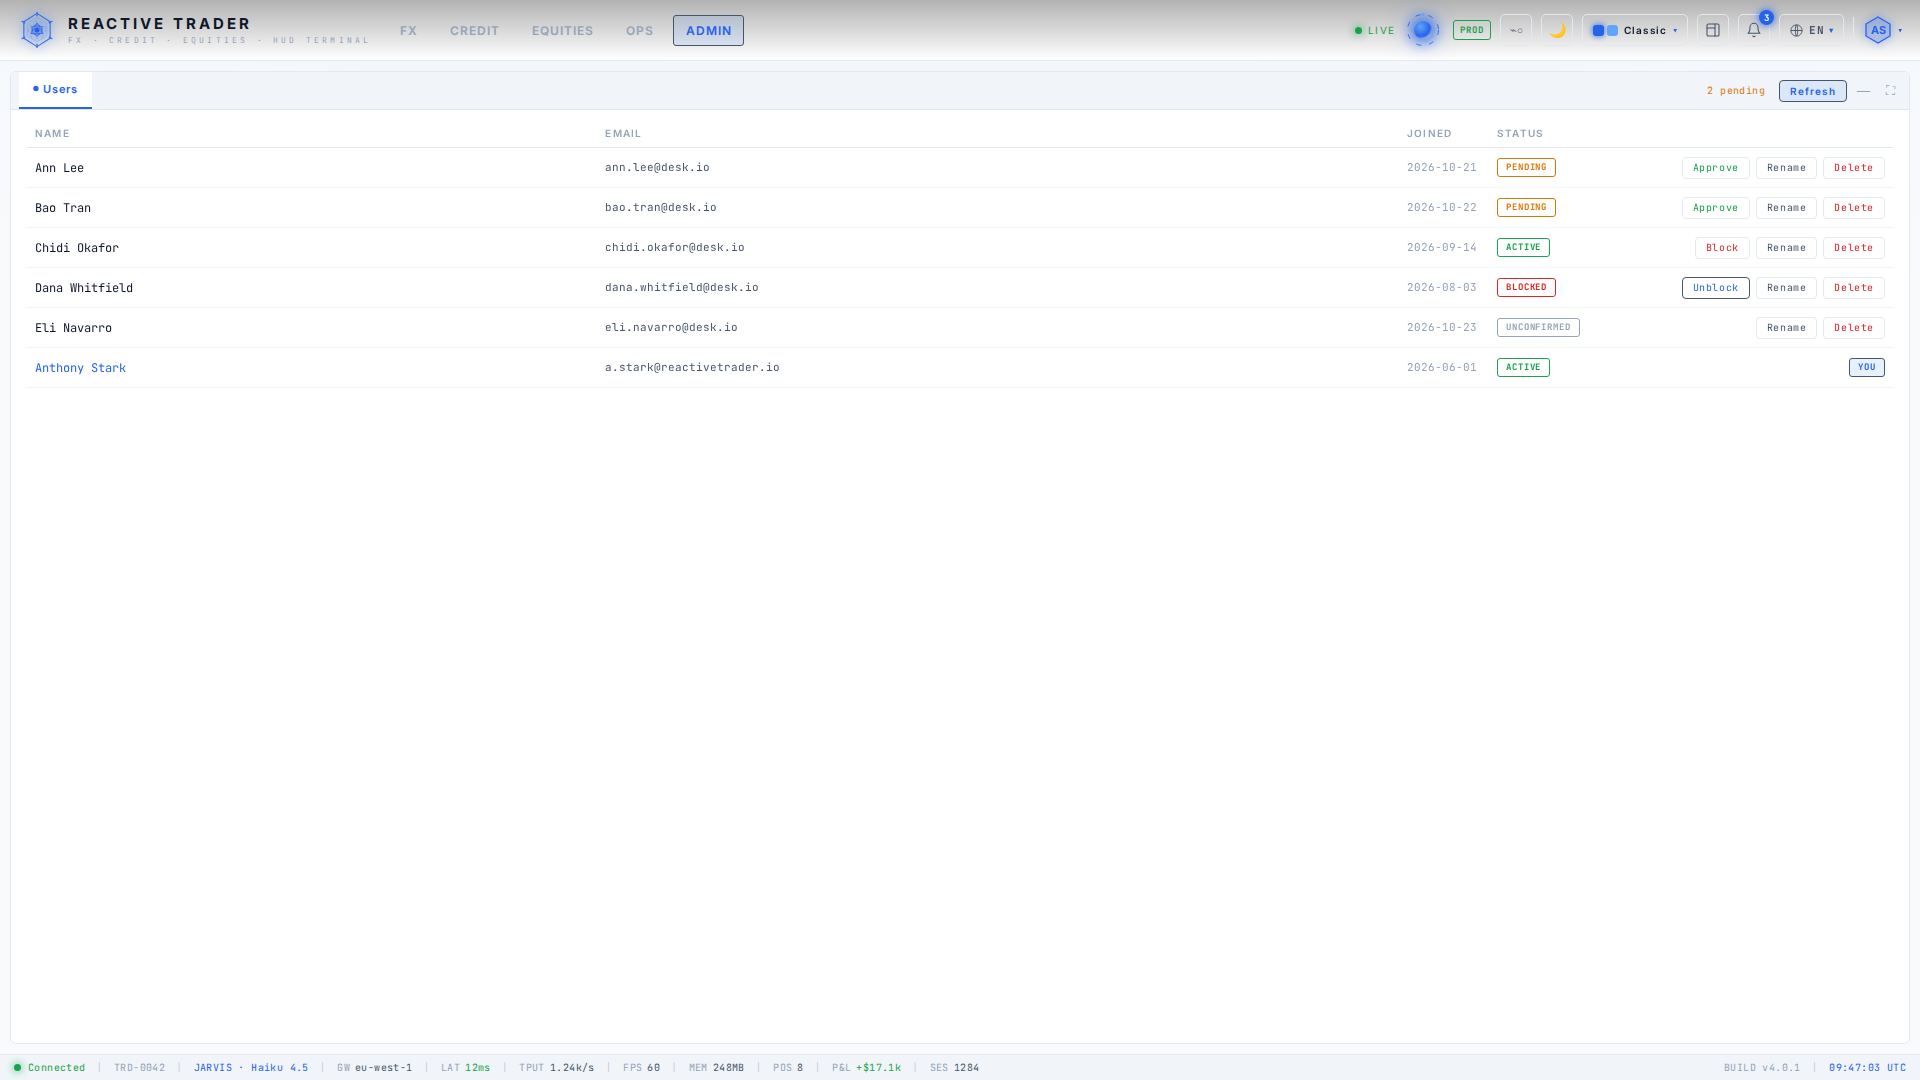 REACTIVE TRADER
FX · CREDIT · EQUITIES · HUD TERMINAL
FX CREDIT EQUITIES OPS ADMIN
LIVE PROD Classic 3 EN AS
Users
2 pending Refresh
NAME EMAIL JOINED STATUS
Ann Lee ann.lee@desk.io 2026-10-21 PENDING Approve Rename Delete
Bao Tran bao.tran@desk.io 2026-10-22 PENDING Approve Rename Delete
Chidi Okafor chidi.okafor@desk.io 2026-09-14 ACTIVE Block Rename Delete
Dana Whitfield dana.whitfield@desk.io 2026-08-03 BLOCKED Unblock Rename Delete
Eli Navarro eli.navarro@desk.io 2026-10-23 UNCONFIRMED Rename Delete
Anthony Stark a.stark@reactivetrader.io 2026-06-01 ACTIVE YOU
Connected TRD-0042 JARVIS · Haiku 4.5 GW eu-west-1 LAT 12ms TPUT 1.24k/s FPS 60 MEM 248MB POS 8 P&L +$17.1k SES 1284 BUILD v4.0.1 09:47:03 UTC